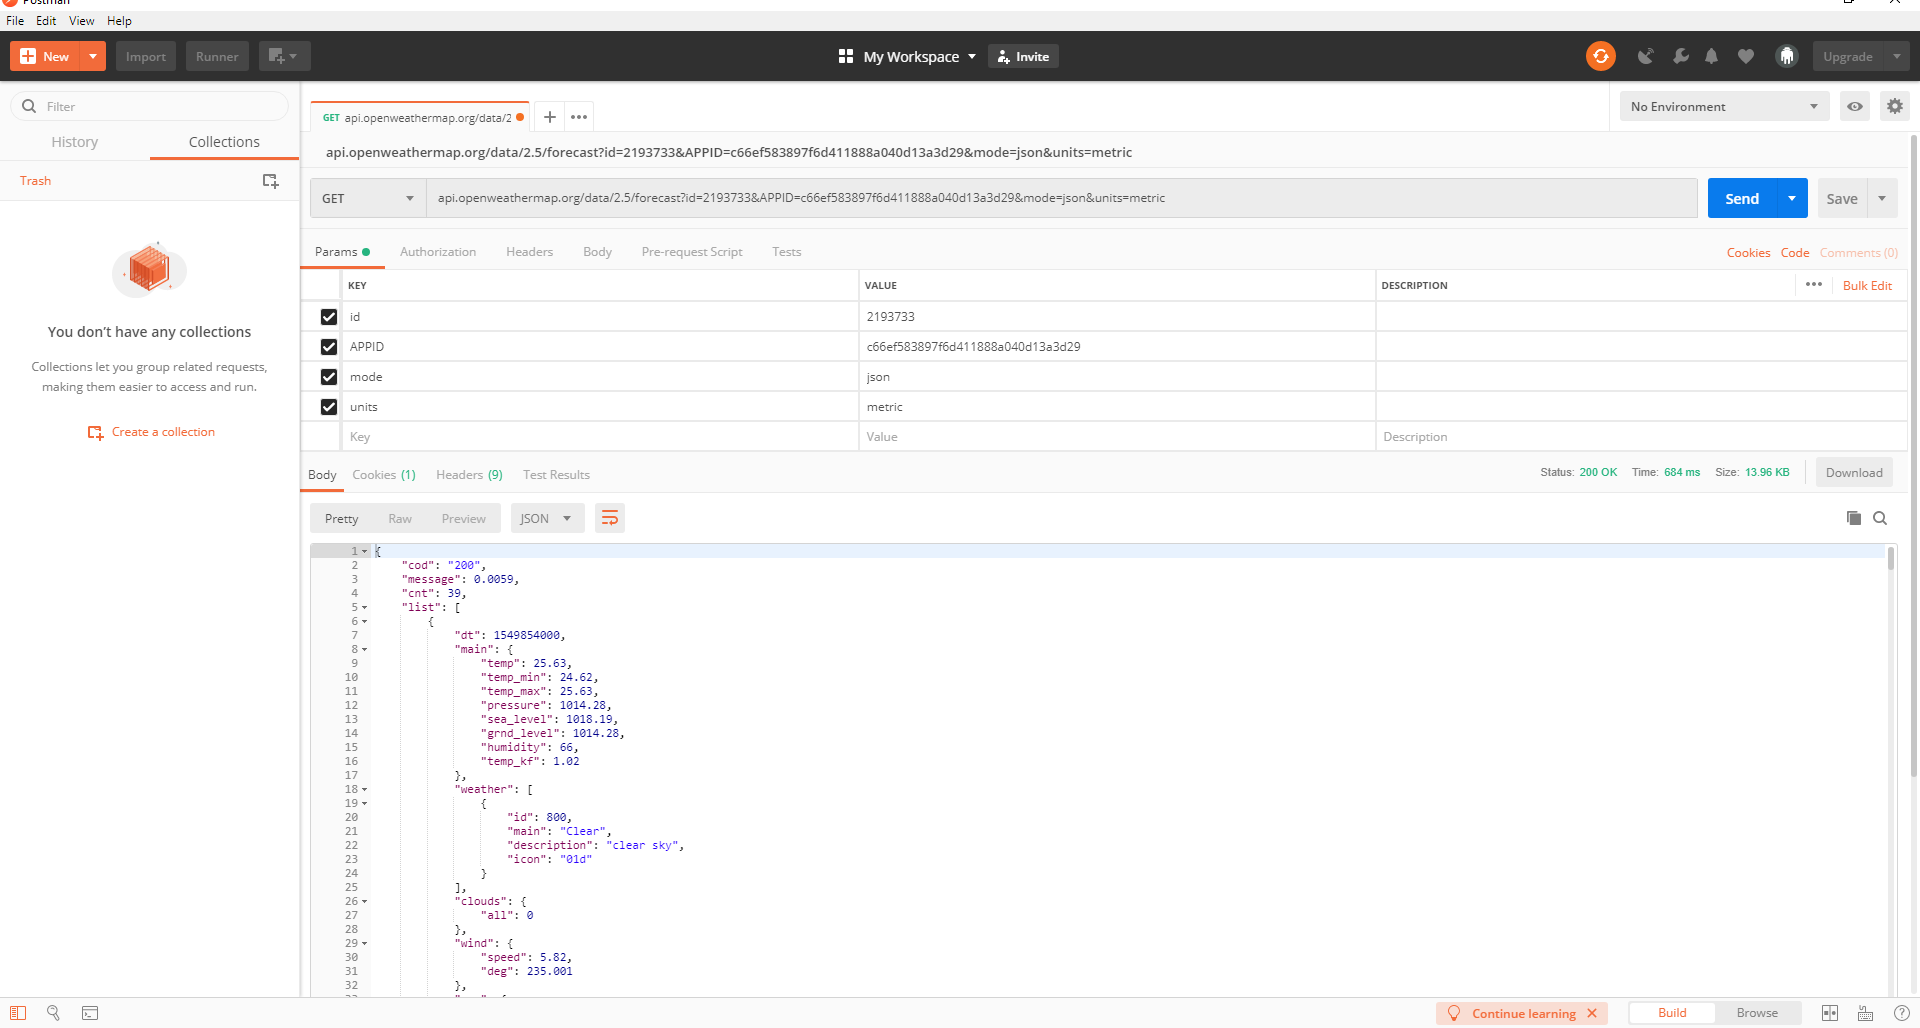 Postman
File Edit View Help
New Import Runner My Workspace Invite Upgrade
Filter
History Collections
Trash
You don’t have any collections
Collections let you group related requests,
making them easier to access and run.
Create a collection
GET api.openweathermap.org/data/2
No Environment
api.openweathermap.org/data/2.5/forecast?id=2193733&APPID=c66ef583897f6d411888a040d13a3d29&mode=json&units=metric
GET api.openweathermap.org/data/2.5/forecast?id=2193733&APPID=c66ef583897f6d411888a040d13a3d29&mode=json&units=metric Send Save
Params Authorization Headers Body Pre-request Script Tests Cookies Code Comments (0)
KEY VALUE DESCRIPTION Bulk Edit
id 2193733
APPID c66ef583897f6d411888a040d13a3d29
mode json
units metric
Key Value Description
Body Cookies (1) Headers (9) Test Results Status: 200 OK Time: 684 ms Size: 13.96 KB Download
Pretty Raw Preview JSON
1 {
2 "cod": "200",
3 "message": 0.0059,
4 "cnt": 39,
5 "list": [
6 {
7 "dt": 1549854000,
8 "main": {
9 "temp": 25.63,
10 "temp_min": 24.62,
11 "temp_max": 25.63,
12 "pressure": 1014.28,
13 "sea_level": 1018.19,
14 "grnd_level": 1014.28,
15 "humidity": 66,
16 "temp_kf": 1.02
17 },
18 "weather": [
19 {
20 "id": 800,
21 "main": "Clear",
22 "description": "clear sky",
23 "icon": "01d"
24 }
25 ],
26 "clouds": {
27 "all": 0
28 },
29 "wind": {
30 "speed": 5.82,
31 "deg": 235.001
32 },
Continue learning Build Browse